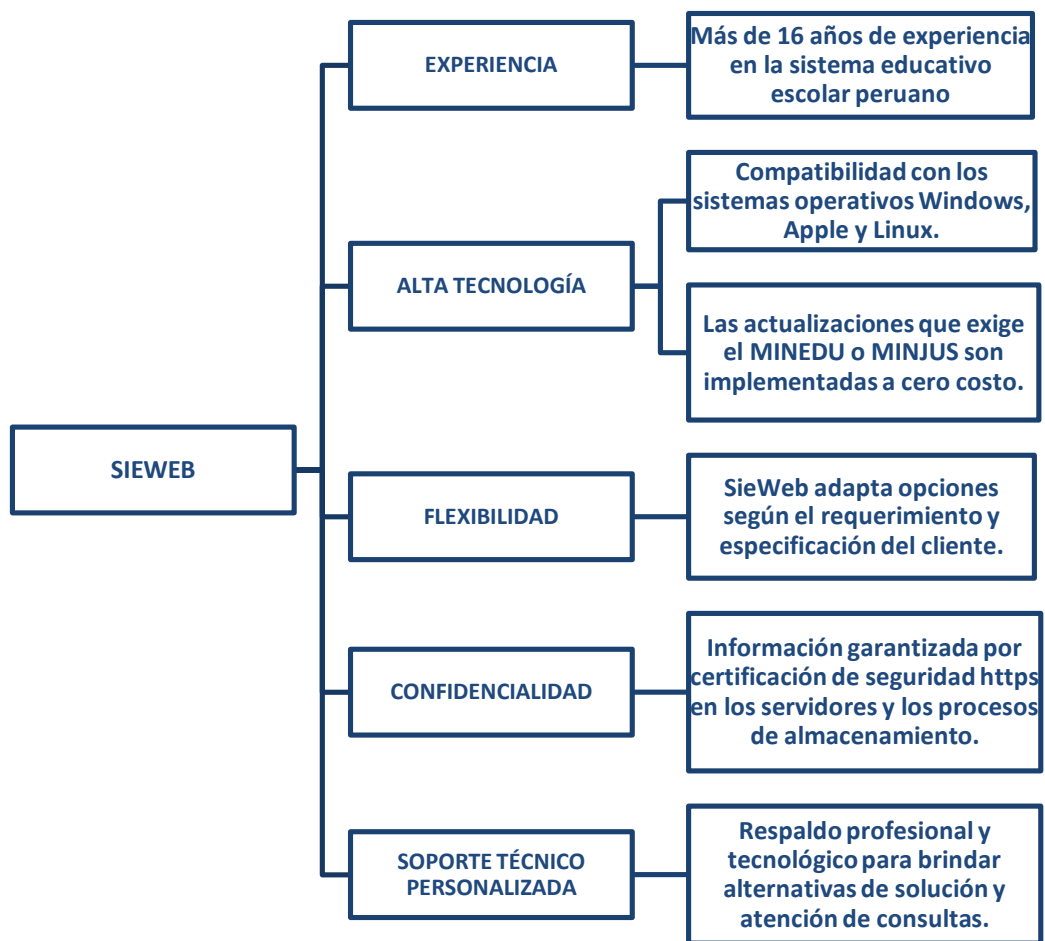 SIEWEB
EXPERIENCIA
Más de 16 años de experiencia
en la sistema educativo
escolar peruano
ALTA TECNOLOGÍA
Compatibilidad con los
sistemas operativos Windows,
Apple y Linux.
Las actualizaciones que exige
el MINEDU o MINJUS son
implementadas a cero costo.
FLEXIBILIDAD
SieWeb adapta opciones
según el requerimiento y
especificación del cliente.
CONFIDENCIALIDAD
Información garantizada por
certificación de seguridad https
en los servidores y los procesos
de almacenamiento.
SOPORTE TÉCNICO
PERSONALIZADA
Respaldo profesional y
tecnológico para brindar
alternativas de solución y
atención de consultas.